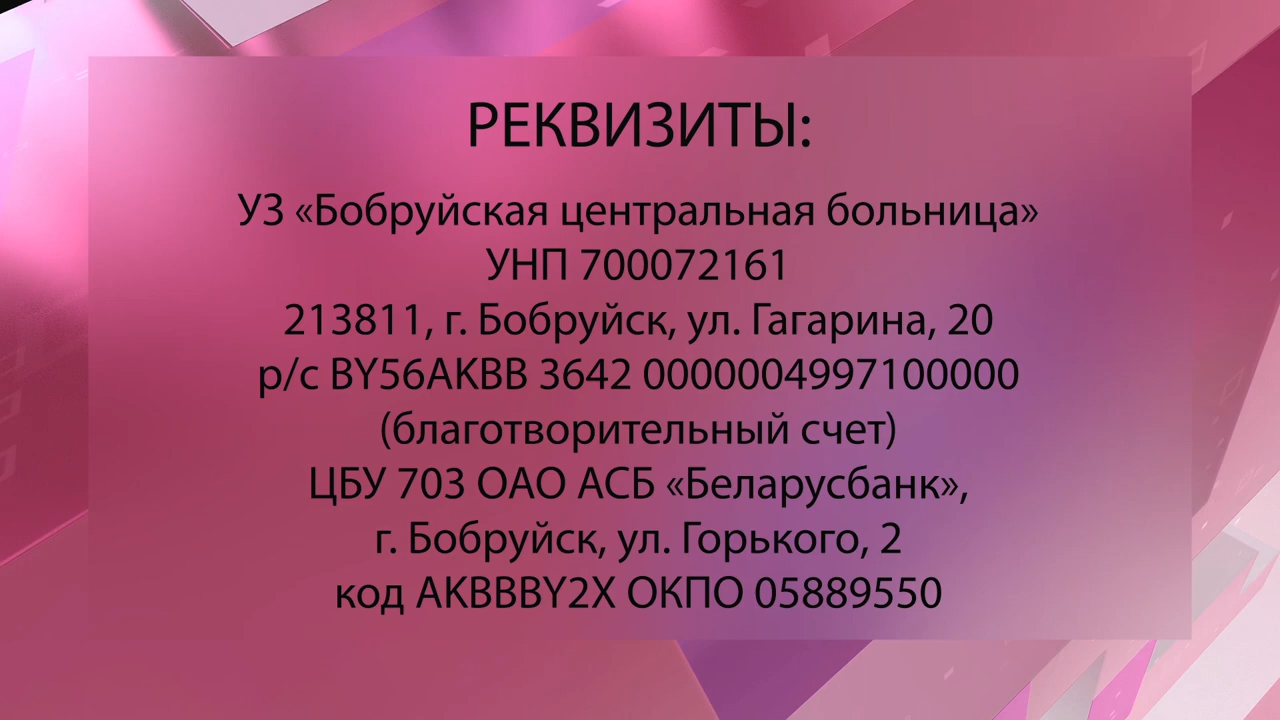 РЕКВИЗИТЫ:
УЗ «Бобруйская центральная больница»
УНП 700072161
213811, г. Бобруйск, ул. Гагарина, 20
р/с BY56AKBB 3642 0000004997100000
(благотворительный счет)
ЦБУ 703 ОАО АСБ «Беларусбанк»,
г. Бобруйск, ул. Горького, 2
код AKBBBY2X ОКПО 05889550